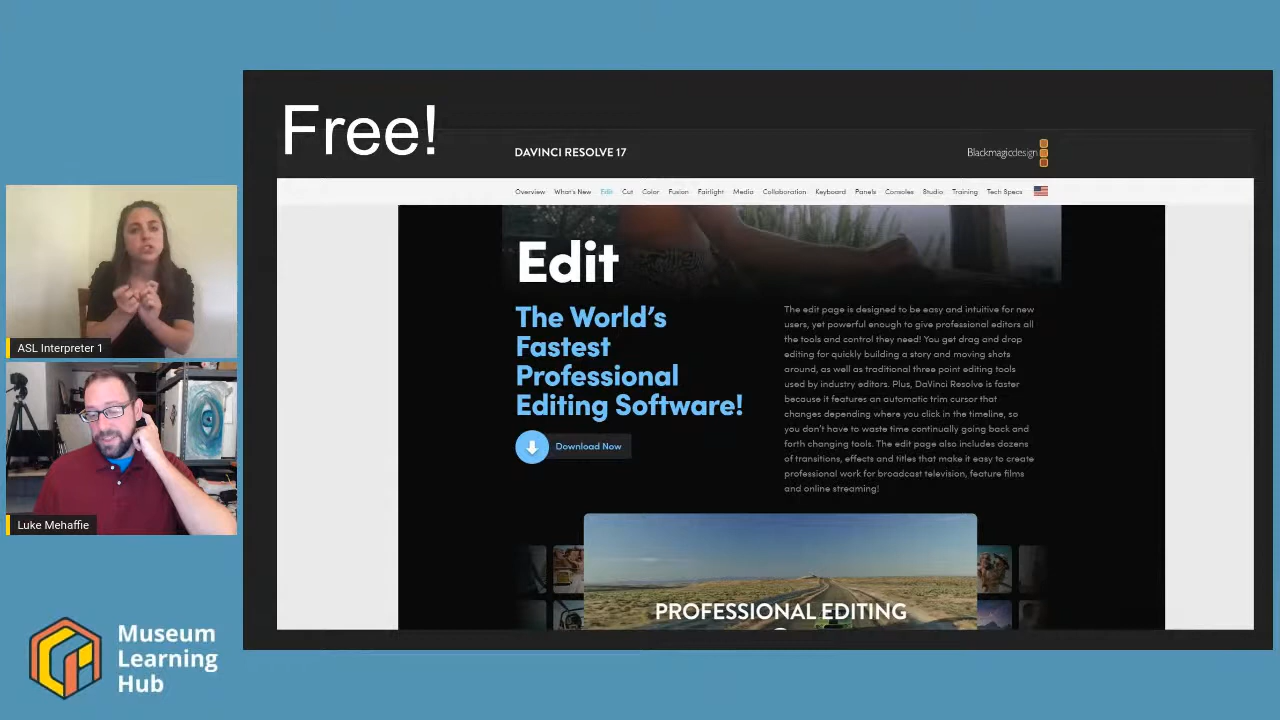 Free!
DAVINCI RESOLVE 17
Blackmagicdesign
Overview What's New Edit Cut Color Fusion Fairlight Media Collaboration Keyboard Panels Consoles Studio Training Tech Specs
Edit
The World's
Fastest
Professional
Editing Software!
Download Now
The edit page is designed to be easy and intuitive for new
users, yet powerful enough to give professional editors all
the tools and control they need! You get drag and drop
editing for quickly building a story and moving shots
around, as well as traditional three point editing tools
used by industry editors. Plus, DaVinci Resolve is faster
because it features an automatic trim cursor that
changes depending where you click in the timeline, so
you don't have to waste time continually going back and
forth changing tools. The edit page also includes dozens
of transitions, effects and titles that make it easy to create
professional work for broadcast television, feature films
and online streaming!
PROFESSIONAL EDITING
ASL Interpreter 1
Luke Mehaffie
Museum
Learning
Hub